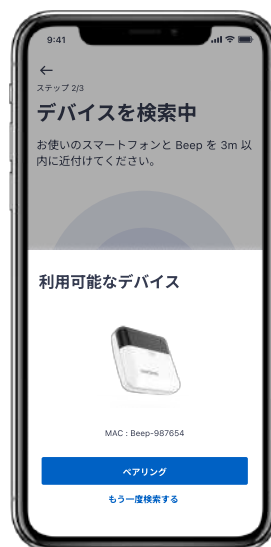 9:41
ステップ 2/3
デバイスを検索中
お使いのスマートフォンと Beep を 3m 以
内に近付けてください。
利用可能なデバイス
MAC : Beep-987654
ペアリング
もう一度検索する